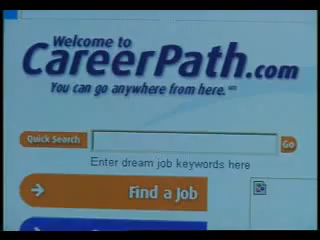 Welcome to
CareerPath.com
You can go anywhere from here.
Quick Search
Go
Enter dream job keywords here
Find a Job